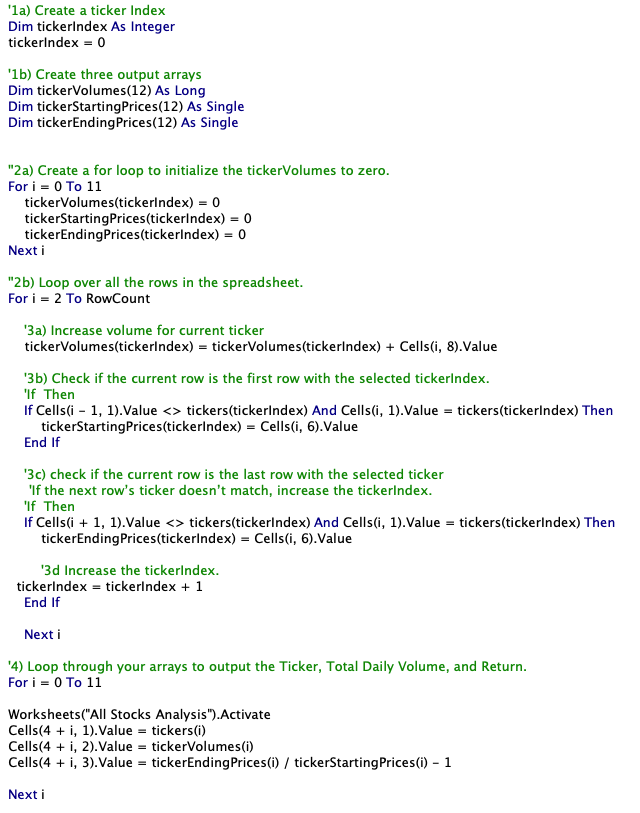 '1a) Create a ticker Index
Dim tickerIndex As Integer
tickerIndex = 0
'1b) Create three output arrays
Dim tickerVolumes(12) As Long
Dim tickerStartingPrices(12) As Single
Dim tickerEndingPrices(12) As Single
''2a) Create a for loop to initialize the tickerVolumes to zero.
For i = 0 To 11
tickerVolumes(tickerIndex) = 0
tickerStartingPrices(tickerIndex) = 0
tickerEndingPrices(tickerIndex) = 0
Next i
''2b) Loop over all the rows in the spreadsheet.
For i = 2 To RowCount
'3a) Increase volume for current ticker
tickerVolumes(tickerIndex) = tickerVolumes(tickerIndex) + Cells(i, 8).Value
'3b) Check if the current row is the first row with the selected tickerIndex.
'If  Then
If Cells(i - 1, 1).Value <> tickers(tickerIndex) And Cells(i, 1).Value = tickers(tickerIndex) Then
tickerStartingPrices(tickerIndex) = Cells(i, 6).Value
End If
'3c) check if the current row is the last row with the selected ticker
'If the next row's ticker doesn't match, increase the tickerIndex.
'If  Then
If Cells(i + 1, 1).Value <> tickers(tickerIndex) And Cells(i, 1).Value = tickers(tickerIndex) Then
tickerEndingPrices(tickerIndex) = Cells(i, 6).Value
'3d Increase the tickerIndex.
tickerIndex = tickerIndex + 1
End If
Next i
'4) Loop through your arrays to output the Ticker, Total Daily Volume, and Return.
For i = 0 To 11
Worksheets("All Stocks Analysis").Activate
Cells(4 + i, 1).Value = tickers(i)
Cells(4 + i, 2).Value = tickerVolumes(i)
Cells(4 + i, 3).Value = tickerEndingPrices(i) / tickerStartingPrices(i) - 1
Next i